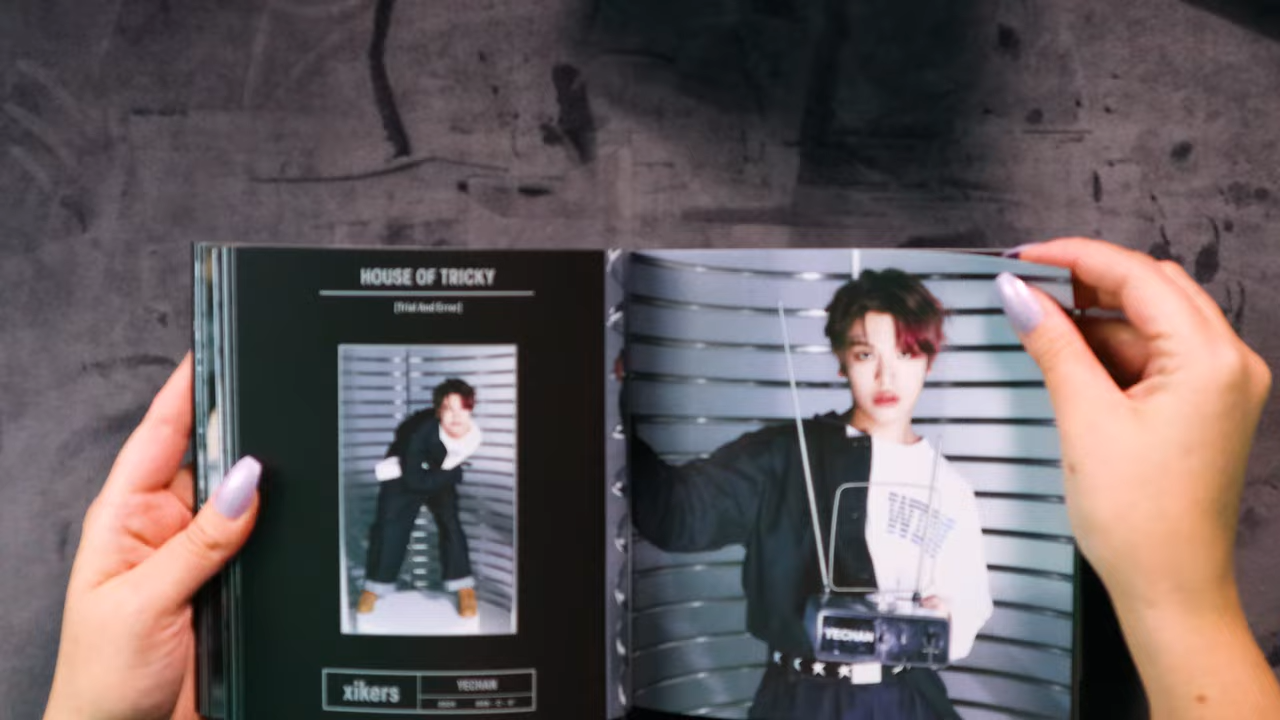 HOUSE OF TRICKY
[Trial And Error]
xikers
YECHAN
YECHAN